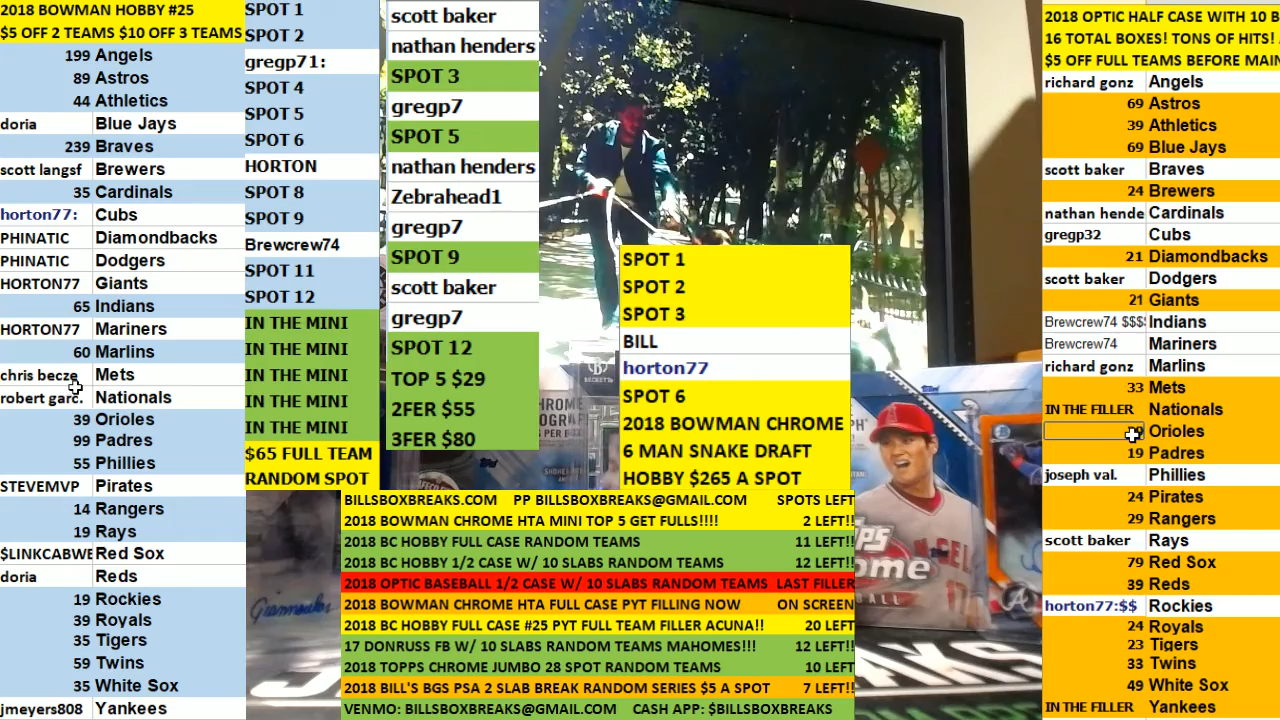 2018 BOWMAN HOBBY #25
$5 OFF 2 TEAMS $10 OFF 3 TEAMS
199 Angels
89 Astros
44 Athletics
doria Blue Jays
239 Braves
scott langsf Brewers
35 Cardinals
horton77: Cubs
PHINATIC Diamondbacks
PHINATIC Dodgers
HORTON77 Giants
65 Indians
HORTON77 Mariners
60 Marlins
chris becze Mets
robert garc. Nationals
39 Orioles
99 Padres
55 Phillies
STEVEMVP Pirates
14 Rangers
19 Rays
$LINKCABWE Red Sox
doria Reds
19 Rockies
39 Royals
35 Tigers
59 Twins
35 White Sox
jmeyers808 Yankees
SPOT 1
SPOT 2
gregp71:
SPOT 4
SPOT 5
SPOT 6
HORTON
SPOT 8
SPOT 9
Brewcrew74
SPOT 11
SPOT 12
IN THE MINI
IN THE MINI
IN THE MINI
IN THE MINI
IN THE MINI
$65 FULL TEAM
RANDOM SPOT
scott baker
nathan henders
SPOT 3
gregp7
SPOT 5
nathan henders
Zebrahead1
gregp7
SPOT 9
scott baker
gregp7
SPOT 12
TOP 5 $29
2FER $55
3FER $80
SPOT 1
SPOT 2
SPOT 3
BILL
horton77
SPOT 6
2018 BOWMAN CHROME
6 MAN SNAKE DRAFT
HOBBY $265 A SPOT
BILLSBOXBREAKS.COM PP BILLSBOXBREAKS@GMAIL.COM SPOTS LEFT
2018 BOWMAN CHROME HTA MINI TOP 5 GET FULLS!!!! 2 LEFT!!
2018 BC HOBBY FULL CASE RANDOM TEAMS 11 LEFT!!
2018 BC HOBBY 1/2 CASE W/ 10 SLABS RANDOM TEAMS 12 LEFT!!
2018 OPTIC BASEBALL 1/2 CASE W/ 10 SLABS RANDOM TEAMS LAST FILLER
2018 BOWMAN CHROME HTA FULL CASE PYT FILLING NOW ON SCREEN
2018 BC HOBBY FULL CASE #25 PYT FULL TEAM FILLER ACUNA!! 20 LEFT
17 DONRUSS FB W/ 10 SLABS RANDOM TEAMS MAHOMES!!! 12 LEFT!!
2018 TOPPS CHROME JUMBO 28 SPOT RANDOM TEAMS 10 LEFT
2018 BILL'S BGS PSA 2 SLAB BREAK RANDOM SERIES $5 A SPOT 7 LEFT!!
VENMO: BILLSBOXBREAKS@GMAIL.COM CASH APP: $BILLSBOXBREAKS
2018 OPTIC HALF CASE WITH 10 B
16 TOTAL BOXES! TONS OF HITS!
$5 OFF FULL TEAMS BEFORE MAIN
richard gonz Angels
69 Astros
39 Athletics
69 Blue Jays
scott baker Braves
24 Brewers
nathan hende Cardinals
gregp32 Cubs
21 Diamondbacks
scott baker Dodgers
21 Giants
Brewcrew74 $$$ Indians
Brewcrew74 Mariners
richard gonz Marlins
33 Mets
IN THE FILLER Nationals
Orioles
19 Padres
joseph val. Phillies
24 Pirates
29 Rangers
scott baker Rays
79 Red Sox
39 Reds
horton77:$$ Rockies
24 Royals
23 Tigers
33 Twins
49 White Sox
IN THE FILLER Yankees
Topps
BECKETT